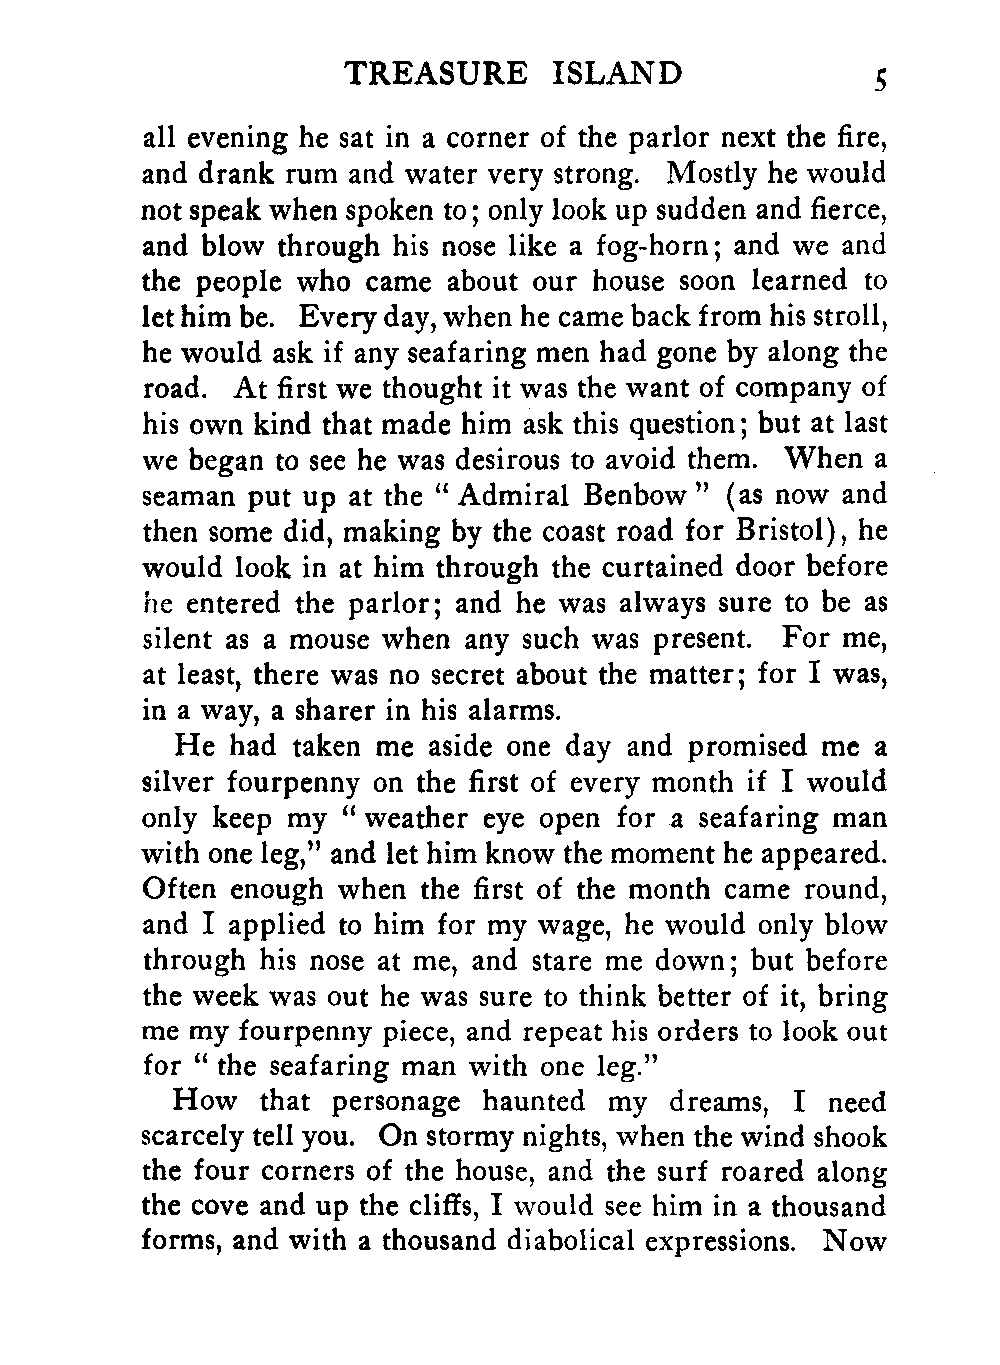 TREASURE ISLAND 5
all evening he sat in a corner of the parlor next the fire,
and drank rum and water very strong. Mostly he would
not speak when spoken to; only look up sudden and fierce,
and blow through his nose like a fog-horn; and we and
the people who came about our house soon learned to
let him be. Every day, when he came back from his stroll,
he would ask if any seafaring men had gone by along the
road. At first we thought it was the want of company of
his own kind that made him ask this question; but at last
we began to see he was desirous to avoid them. When a
seaman put up at the “ Admiral Benbow ” (as now and
then some did, making by the coast road for Bristol), he
would look in at him through the curtained door before
he entered the parlor; and he was always sure to be as
silent as a mouse when any such was present. For me,
at least, there was no secret about the matter; for I was,
in a way, a sharer in his alarms.
He had taken me aside one day and promised me a
silver fourpenny on the first of every month if I would
only keep my “ weather eye open for a seafaring man
with one leg,” and let him know the moment he appeared.
Often enough when the first of the month came round,
and I applied to him for my wage, he would only blow
through his nose at me, and stare me down; but before
the week was out he was sure to think better of it, bring
me my fourpenny piece, and repeat his orders to look out
for “ the seafaring man with one leg.”
How that personage haunted my dreams, I need
scarcely tell you. On stormy nights, when the wind shook
the four corners of the house, and the surf roared along
the cove and up the cliffs, I would see him in a thousand
forms, and with a thousand diabolical expressions. Now